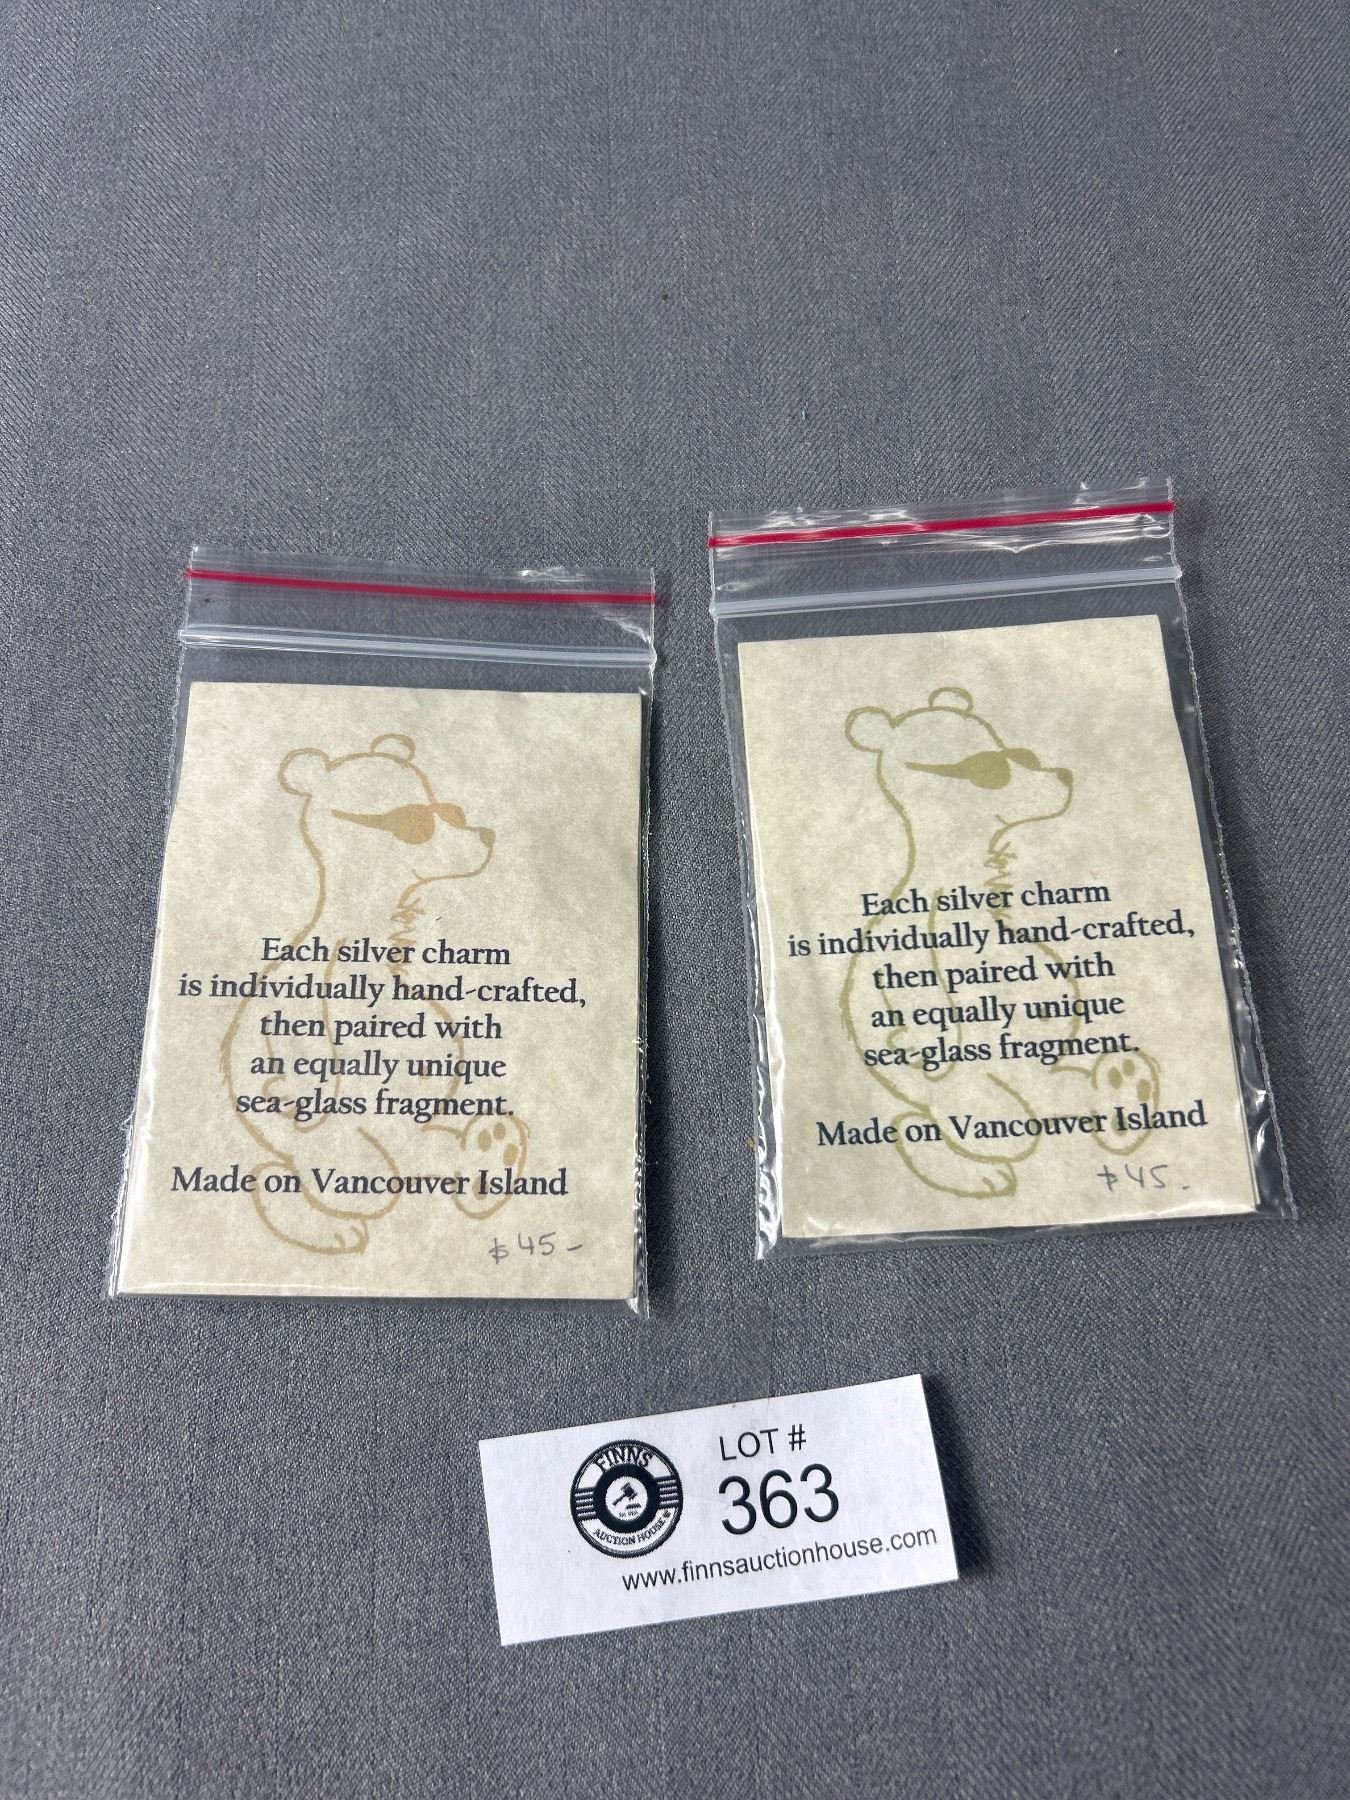 Each silver charm
is individually hand-crafted,
then paired with
an equally unique
sea-glass fragment.
Made on Vancouver Island
$45-
Each silver charm
is individually hand-crafted,
then paired with
an equally unique
sea-glass fragment.
Made on Vancouver Island
$45.
FINNS
AUCTION HOUSE
LOT #
363
www.finnsauctionhouse.com